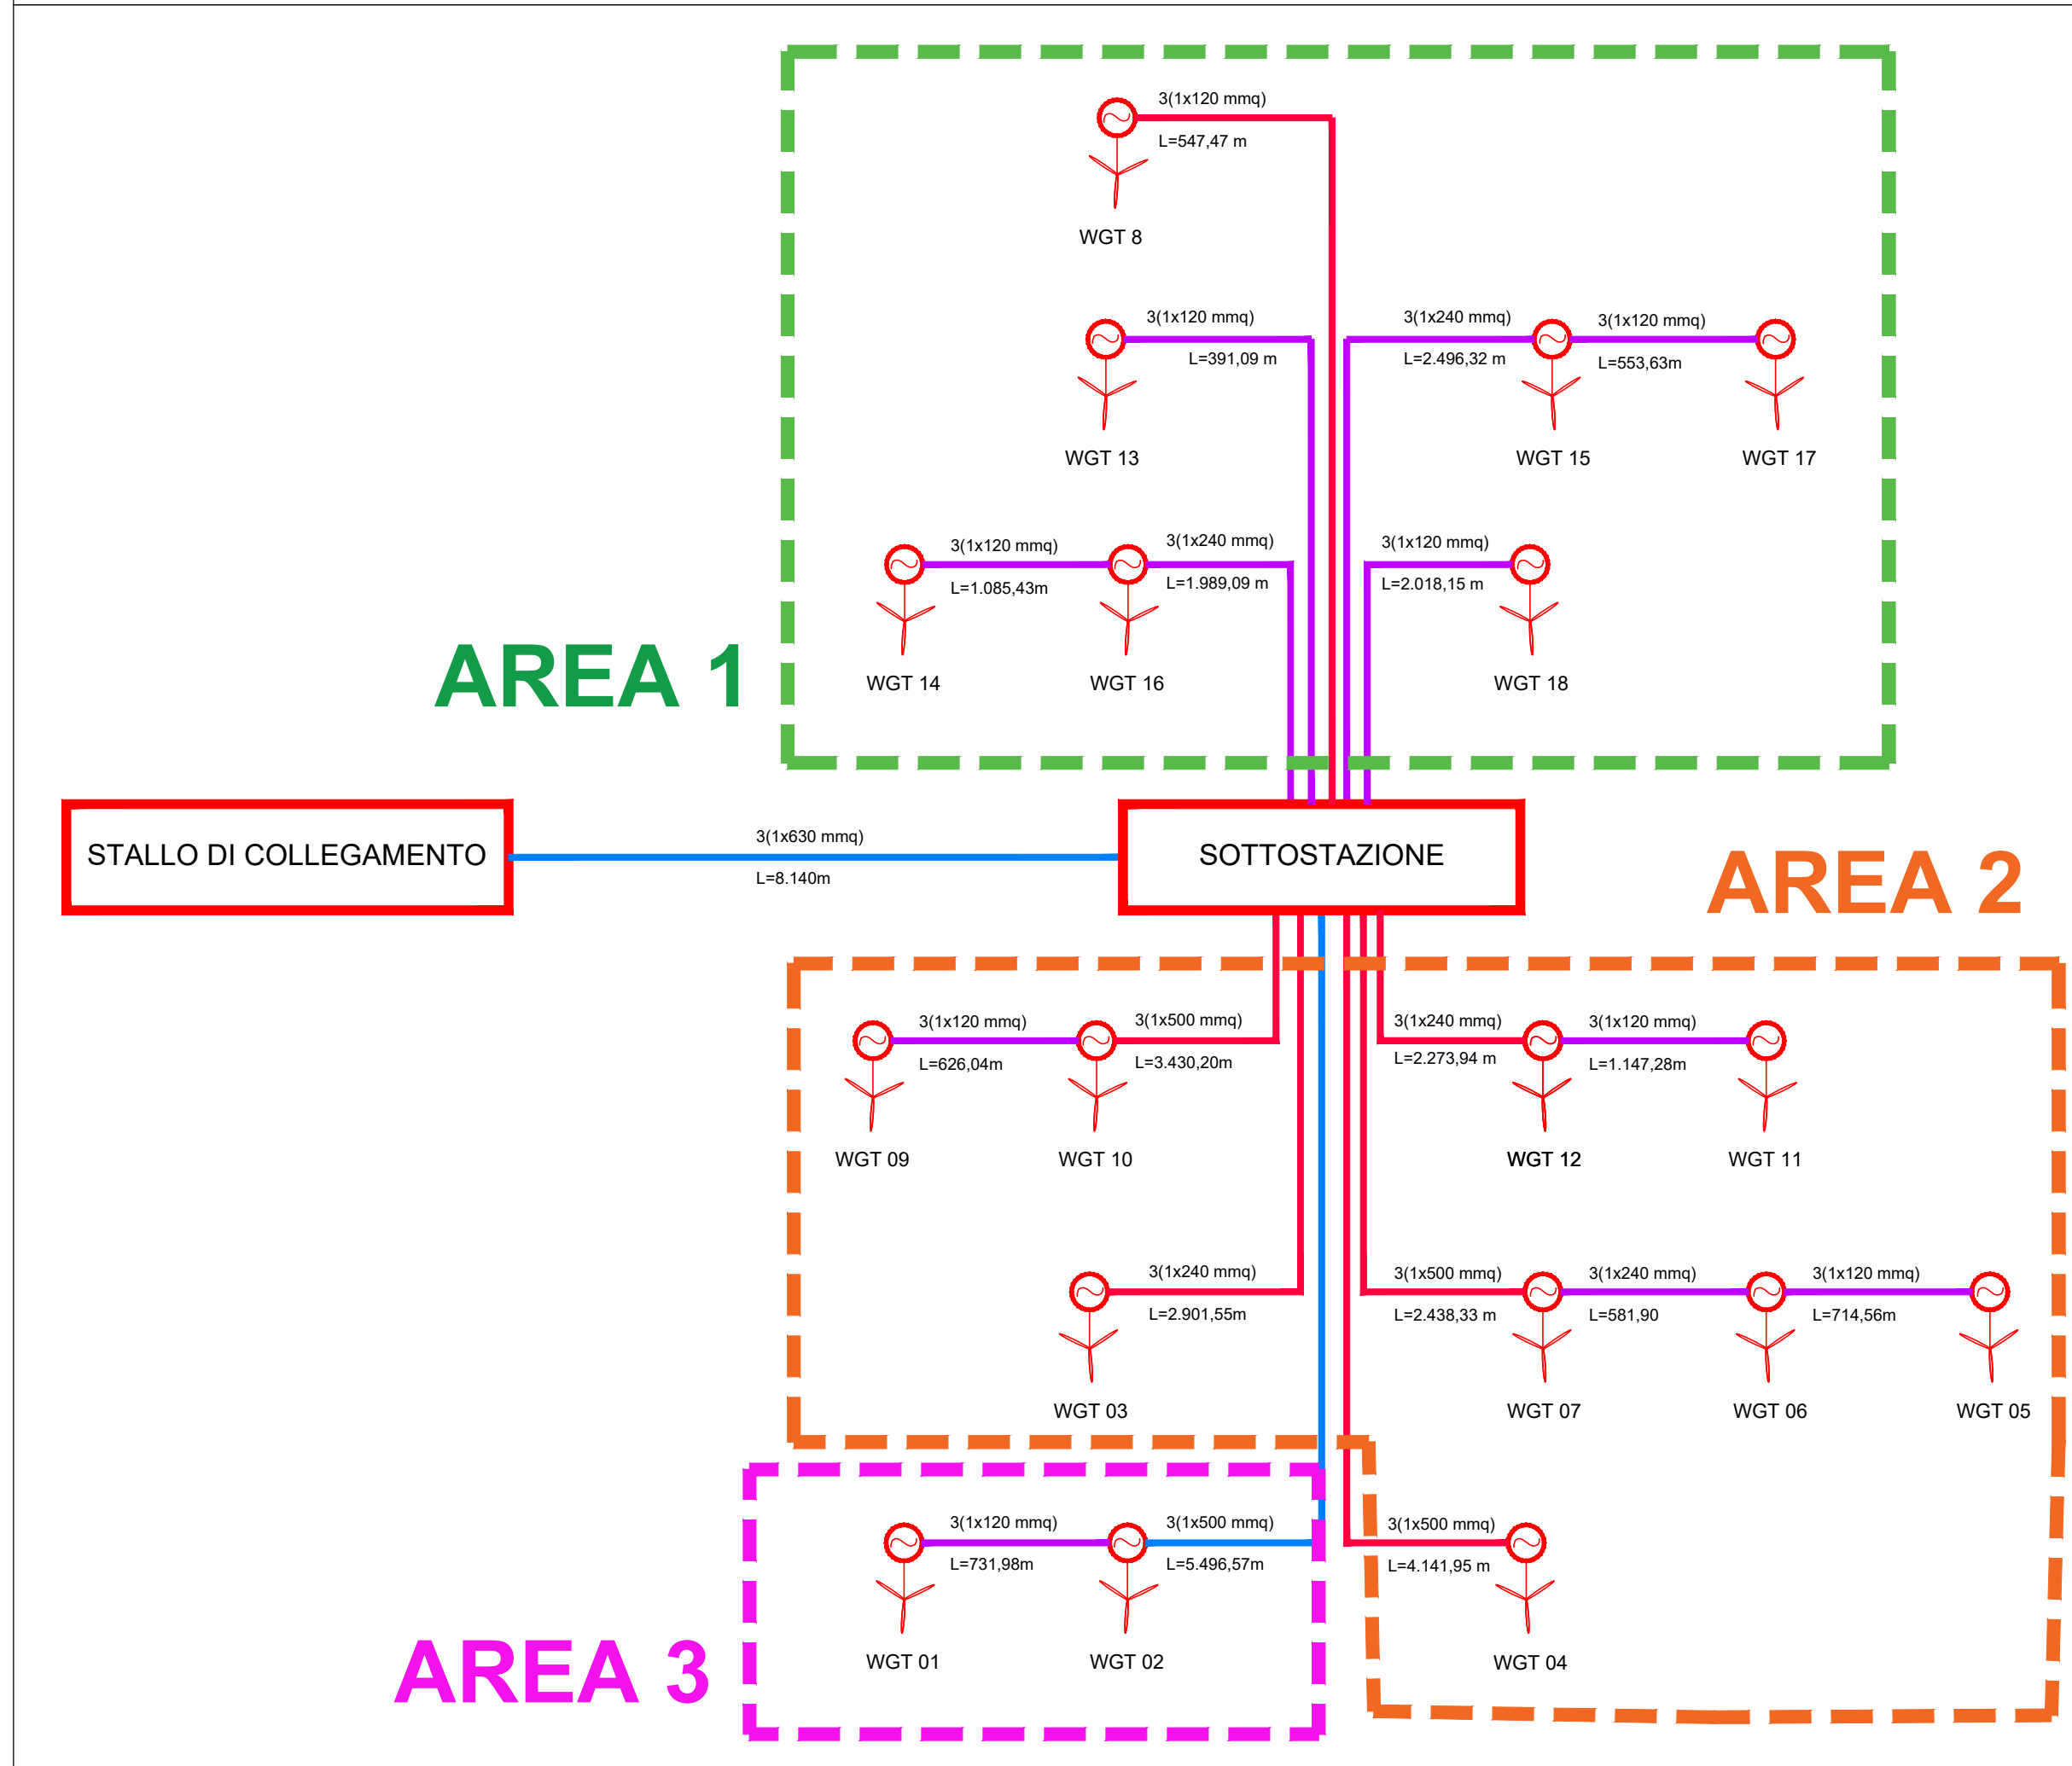 3(1x120 mmq)
L=547,47 m
WGT 8
3(1x120 mmq)
L=391,09 m
WGT 13
3(1x240 mmq)
L=2.496,32 m
WGT 15
3(1x120 mmq)
L=553,63m
WGT 17
3(1x120 mmq)
L=1.085,43m
WGT 14
3(1x240 mmq)
L=1.989,09 m
WGT 16
3(1x120 mmq)
L=2.018,15 m
WGT 18
AREA 1
STALLO DI COLLEGAMENTO
3(1x630 mmq)
L=8.140m
SOTTOSTAZIONE
AREA 2
3(1x120 mmq)
L=626,04m
WGT 09
3(1x500 mmq)
L=3.430,20m
WGT 10
3(1x240 mmq)
L=2.273,94 m
WGT 12
3(1x120 mmq)
L=1.147,28m
WGT 11
3(1x240 mmq)
L=2.901,55m
WGT 03
3(1x500 mmq)
L=2.438,33 m
WGT 07
3(1x240 mmq)
L=581,90
WGT 06
3(1x120 mmq)
L=714,56m
WGT 05
3(1x120 mmq)
L=731,98m
WGT 01
3(1x500 mmq)
L=5.496,57m
WGT 02
3(1x500 mmq)
L=4.141,95 m
WGT 04
AREA 3